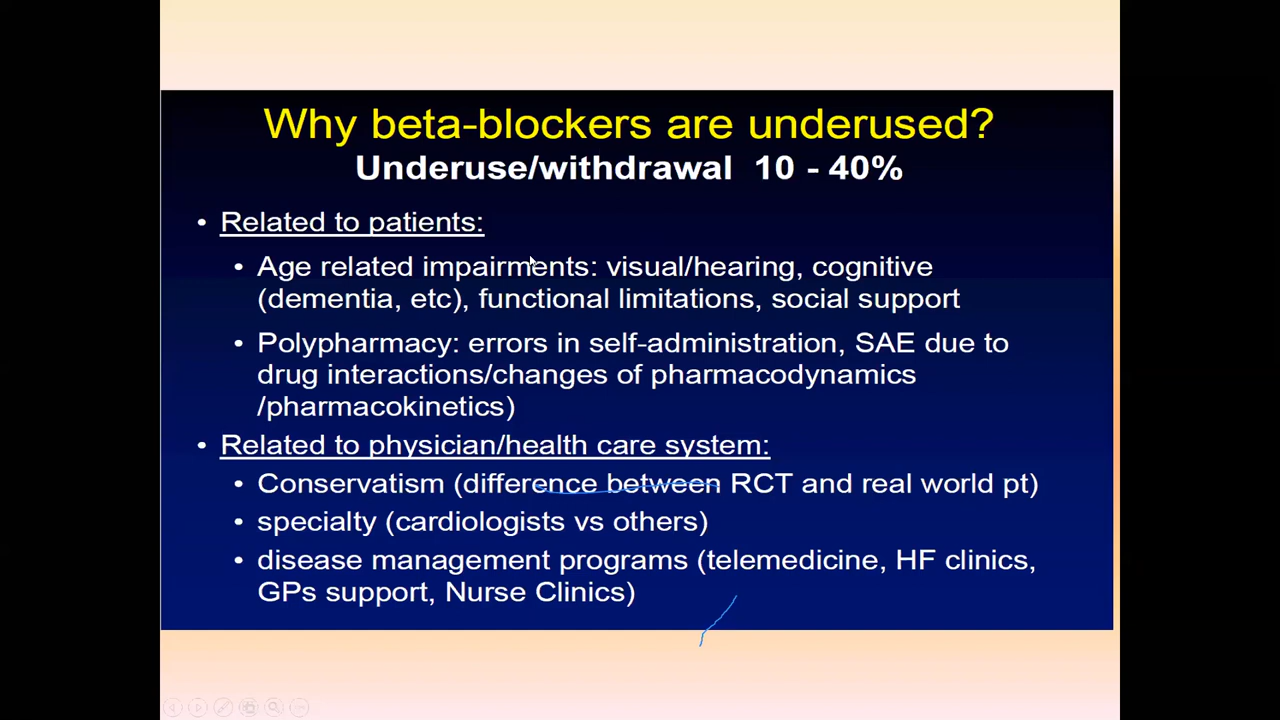 Why beta-blockers are underused?
Underuse/withdrawal 10 - 40%
• Related to patients:
• Age related impairments: visual/hearing, cognitive
(dementia, etc), functional limitations, social support
• Polypharmacy: errors in self-administration, SAE due to
drug interactions/changes of pharmacodynamics
/pharmacokinetics)
• Related to physician/health care system:
• Conservatism (difference between RCT and real world pt)
• specialty (cardiologists vs others)
• disease management programs (telemedicine, HF clinics,
GPs support, Nurse Clinics)